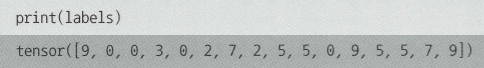 print(labels)
tensor([9, 0, 0, 3, 0, 2, 7, 2, 5, 5, 0, 9, 5, 5, 7, 9])